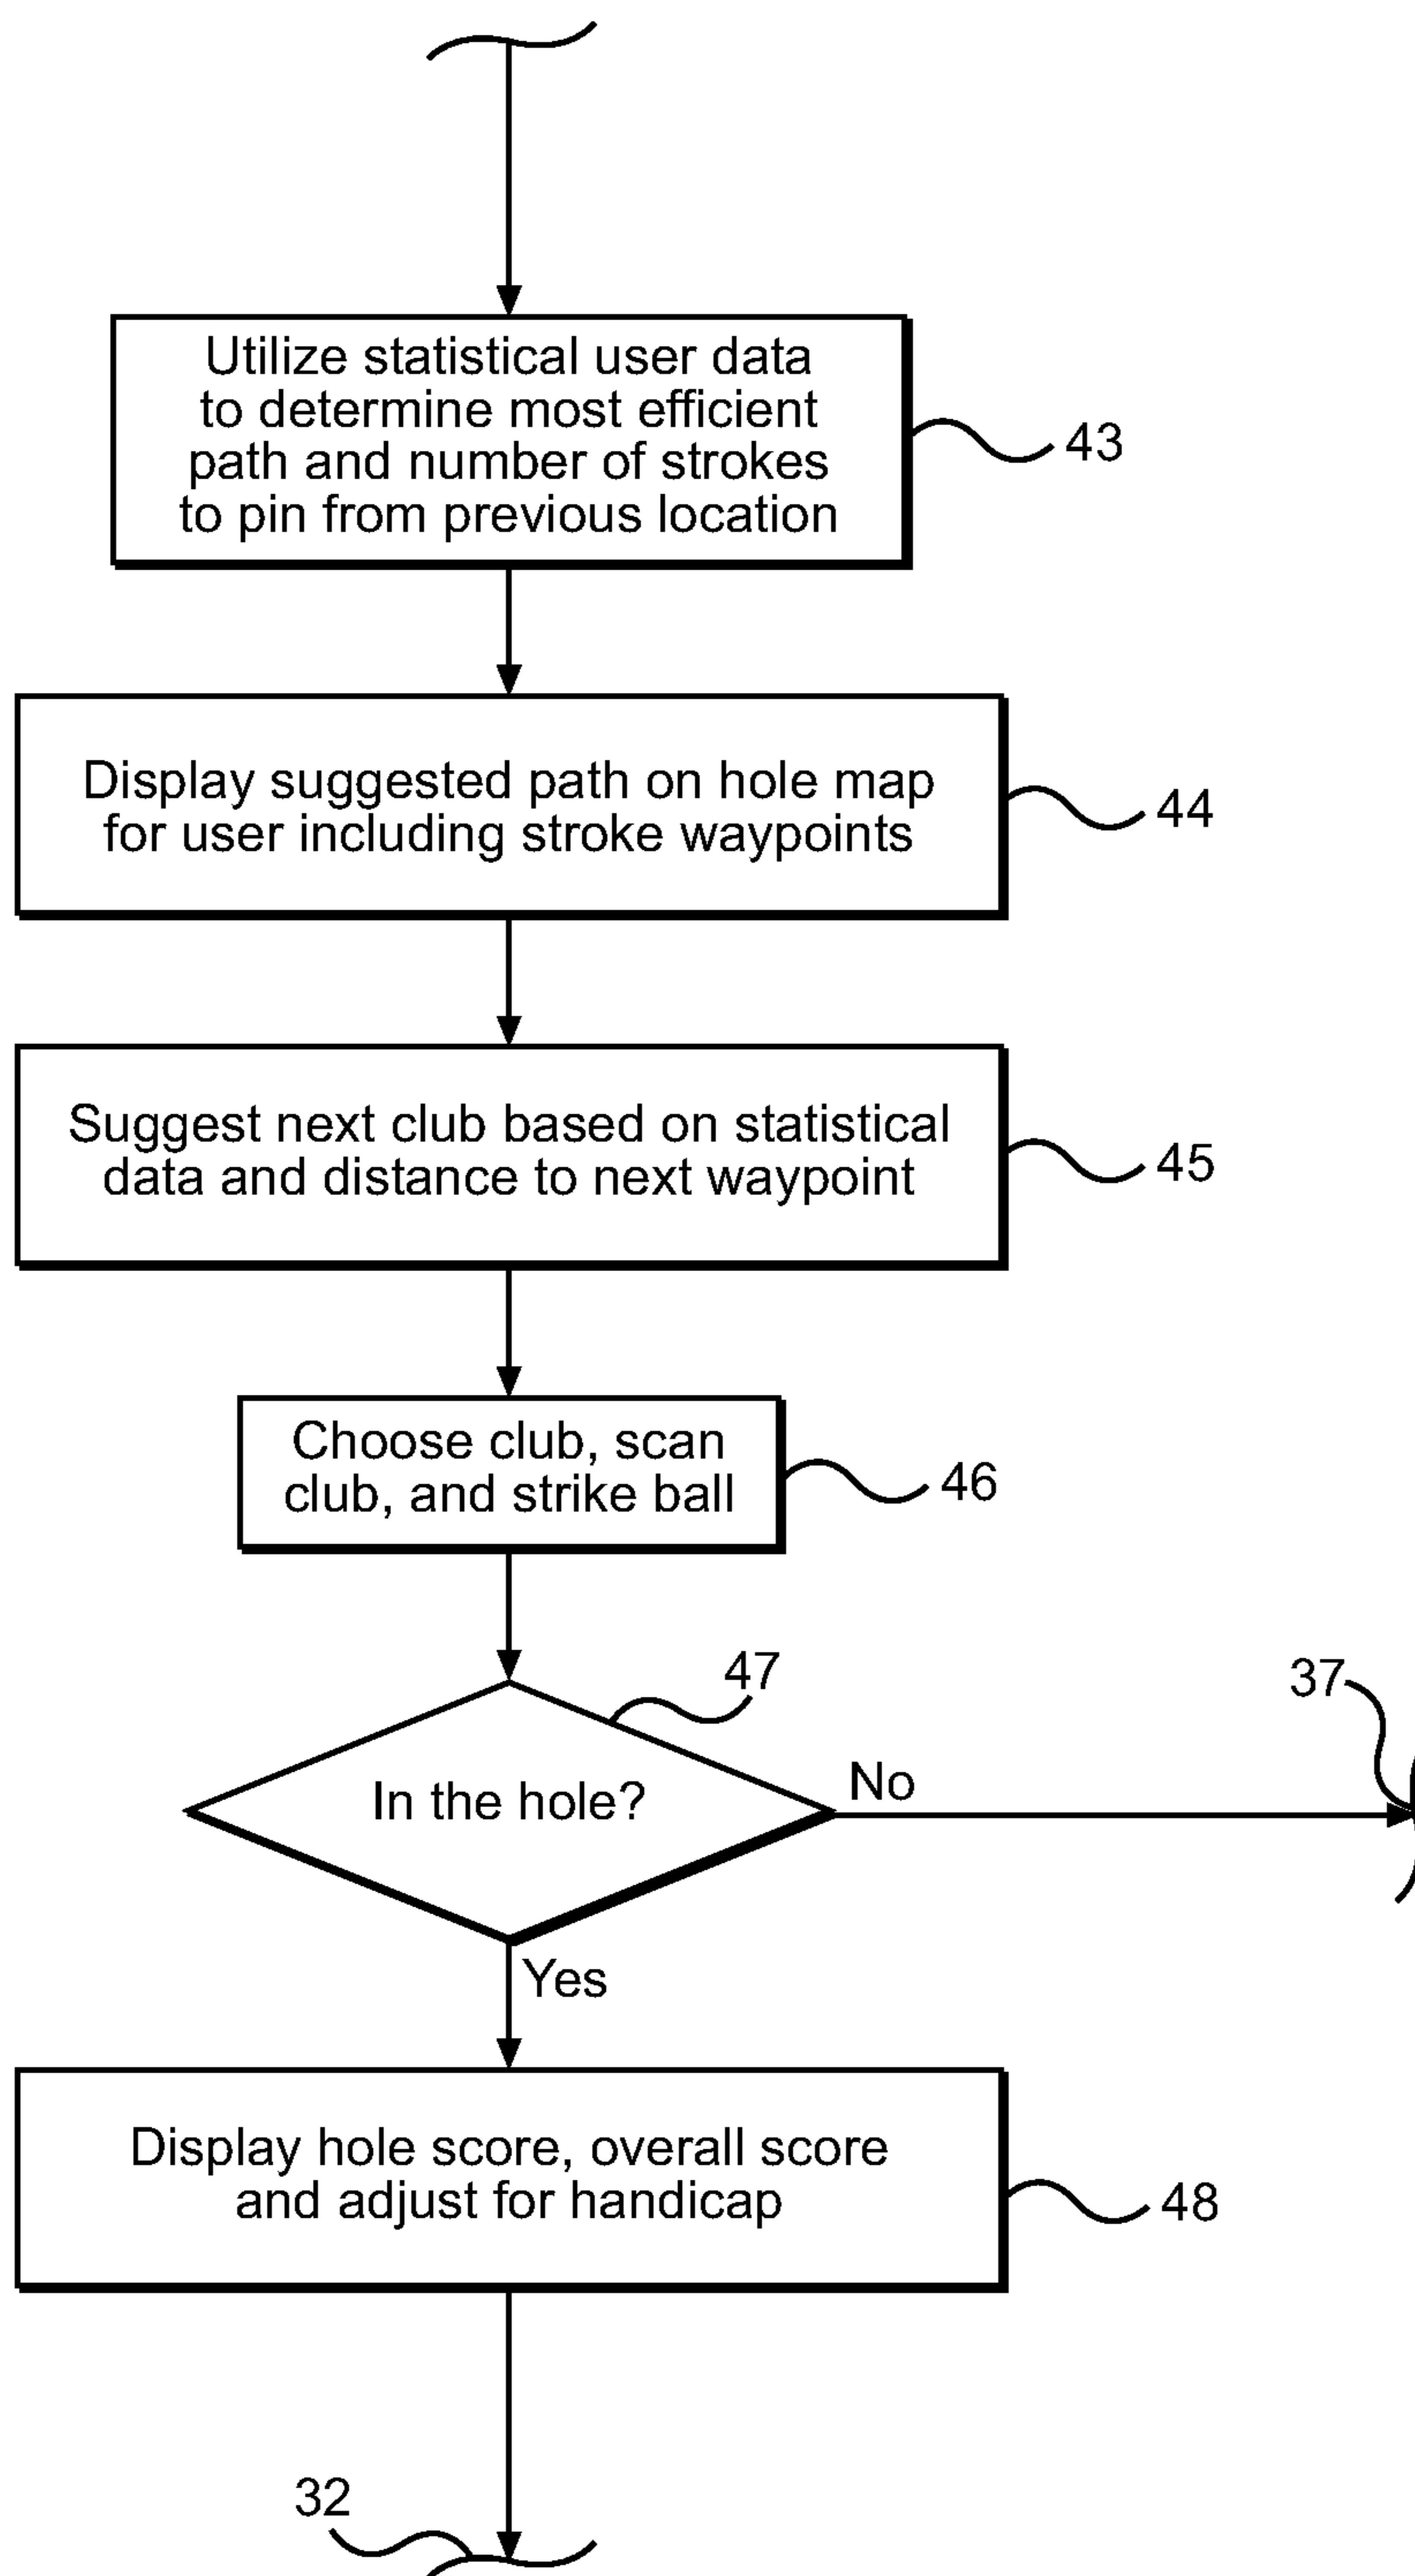 Utilize statistical user data
to determine most efficient
path and number of strokes
to pin from previous location
43
Display suggested path on hole map
for user including stroke waypoints
44
Suggest next club based on statistical
data and distance to next waypoint
45
Choose club, scan
club, and strike ball
46
47
37
In the hole?
No
Yes
Display hole score, overall score
and adjust for handicap
48
32